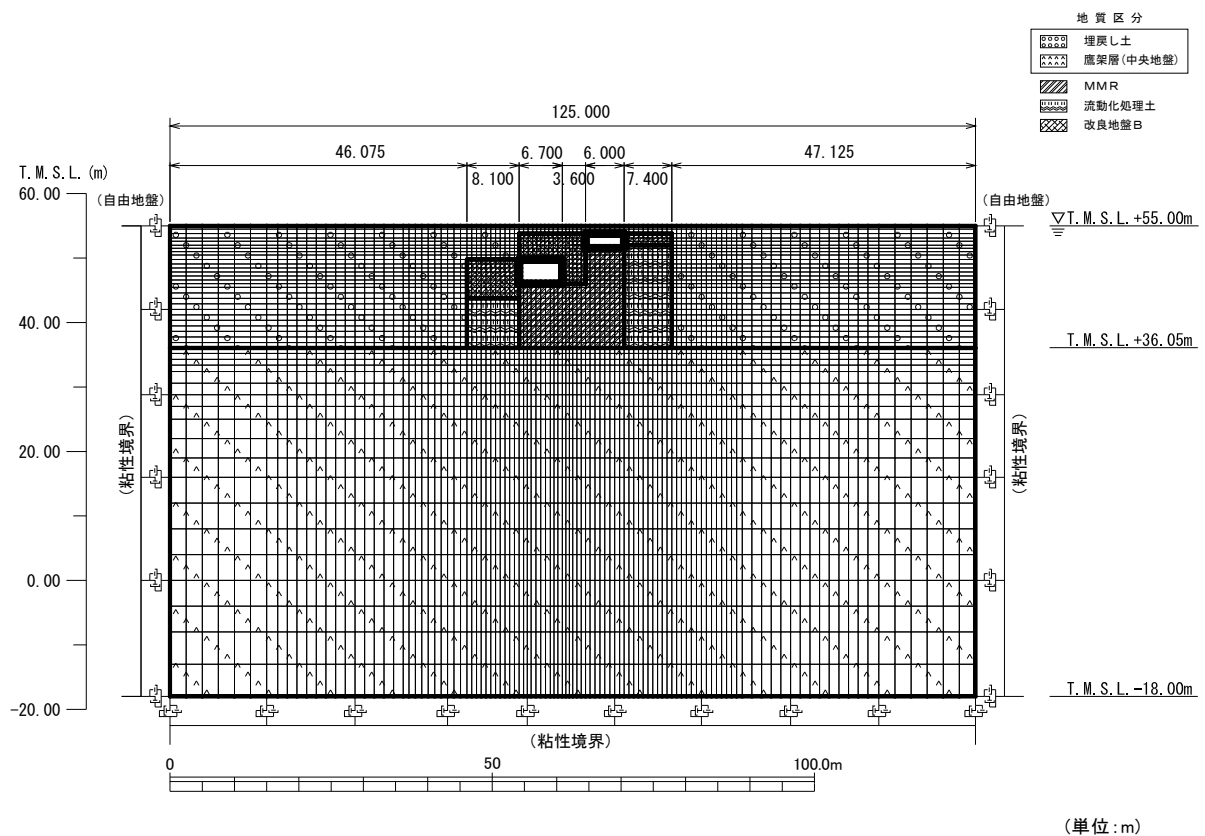 地質区分
埋戻し土
鷹架層(中央地盤)
MMR
流動化処理土
改良地盤B
125.000
46.075
6.700
6.000
47.125
8.100
3.600
7.400
T.M.S.L.(m)
60.00
(自由地盤)
(自由地盤)
▽T.M.S.L.+55.00m
40.00
T.M.S.L.+36.05m
20.00
(粘性境界)
(粘性境界)
0.00
-20.00
T.M.S.L.-18.00m
(粘性境界)
0
50
100.0m
(単位:m)